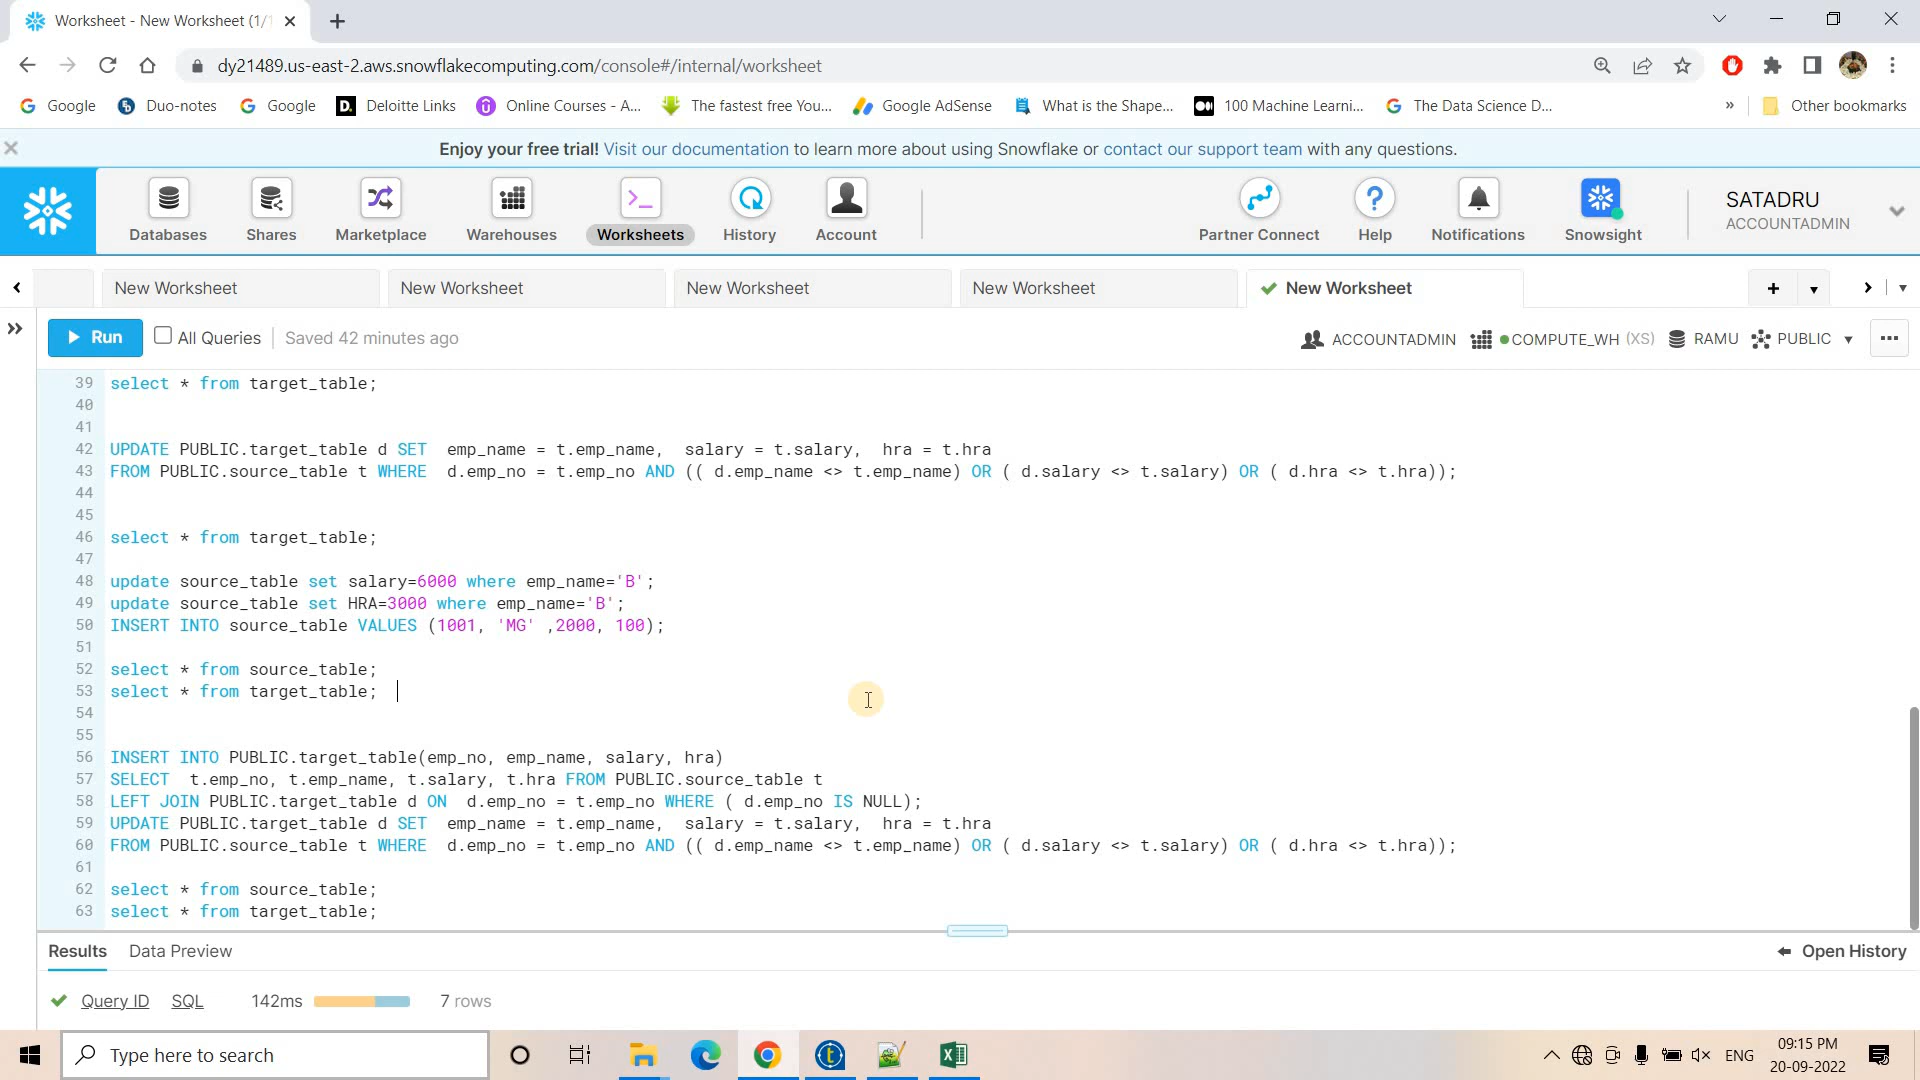 Worksheet - New Worksheet (1/
dy21489.us-east-2.aws.snowflakecomputing.com/console#/internal/worksheet
Google Duo-notes Google D. Deloitte Links Online Courses - A... The fastest free You... Google AdSense What is the Shape... 100 Machine Learni... The Data Science D... » Other bookmarks
Enjoy your free trial! Visit our documentation to learn more about using Snowflake or contact our support team with any questions.
Databases Shares Marketplace Warehouses Worksheets History Account Partner Connect Help Notifications Snowsight
SATADRU
ACCOUNTADMIN
New Worksheet New Worksheet New Worksheet New Worksheet New Worksheet
Run All Queries Saved 42 minutes ago ACCOUNTADMIN COMPUTE_WH (XS) RAMU PUBLIC
39 select * from target_table;
40
41
42 UPDATE PUBLIC.target_table d SET emp_name = t.emp_name, salary = t.salary, hra = t.hra
43 FROM PUBLIC.source_table t WHERE d.emp_no = t.emp_no AND (( d.emp_name <> t.emp_name) OR ( d.salary <> t.salary) OR ( d.hra <> t.hra));
44
45
46 select * from target_table;
47
48 update source_table set salary=6000 where emp_name='B';
49 update source_table set HRA=3000 where emp_name='B';
50 INSERT INTO source_table VALUES (1001, 'MG' ,2000, 100);
51
52 select * from source_table;
53 select * from target_table;
54
55
56 INSERT INTO PUBLIC.target_table(emp_no, emp_name, salary, hra)
57 SELECT t.emp_no, t.emp_name, t.salary, t.hra FROM PUBLIC.source_table t
58 LEFT JOIN PUBLIC.target_table d ON d.emp_no = t.emp_no WHERE ( d.emp_no IS NULL);
59 UPDATE PUBLIC.target_table d SET emp_name = t.emp_name, salary = t.salary, hra = t.hra
60 FROM PUBLIC.source_table t WHERE d.emp_no = t.emp_no AND (( d.emp_name <> t.emp_name) OR ( d.salary <> t.salary) OR ( d.hra <> t.hra));
61
62 select * from source_table;
63 select * from target_table;
Results Data Preview Open History
Query ID SQL 142ms 7 rows
Type here to search
ENG
09:15 PM
20-09-2022